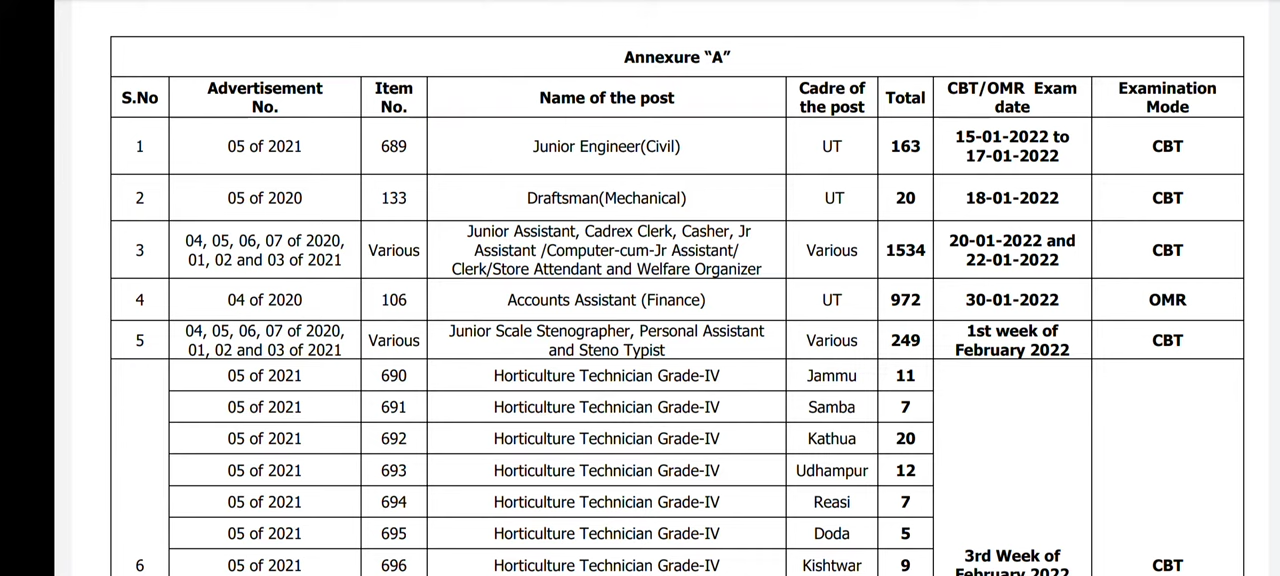 Annexure “A”
S.No Advertisement No. Item No. Name of the post Cadre of the post Total CBT/OMR Exam date Examination Mode
1 05 of 2021 689 Junior Engineer(Civil) UT 163 15-01-2022 to 17-01-2022 CBT
2 05 of 2020 133 Draftsman(Mechanical) UT 20 18-01-2022 CBT
3 04, 05, 06, 07 of 2020, 01, 02 and 03 of 2021 Various Junior Assistant, Cadrex Clerk, Casher, Jr Assistant /Computer-cum-Jr Assistant/ Clerk/Store Attendant and Welfare Organizer Various 1534 20-01-2022 and 22-01-2022 CBT
4 04 of 2020 106 Accounts Assistant (Finance) UT 972 30-01-2022 OMR
5 04, 05, 06, 07 of 2020, 01, 02 and 03 of 2021 Various Junior Scale Stenographer, Personal Assistant and Steno Typist Various 249 1st week of February 2022 CBT
05 of 2021 690 Horticulture Technician Grade-IV Jammu 11
05 of 2021 691 Horticulture Technician Grade-IV Samba 7
05 of 2021 692 Horticulture Technician Grade-IV Kathua 20
05 of 2021 693 Horticulture Technician Grade-IV Udhampur 12
05 of 2021 694 Horticulture Technician Grade-IV Reasi 7
05 of 2021 695 Horticulture Technician Grade-IV Doda 5
6 05 of 2021 696 Horticulture Technician Grade-IV Kishtwar 9 3rd Week of February 2022 CBT